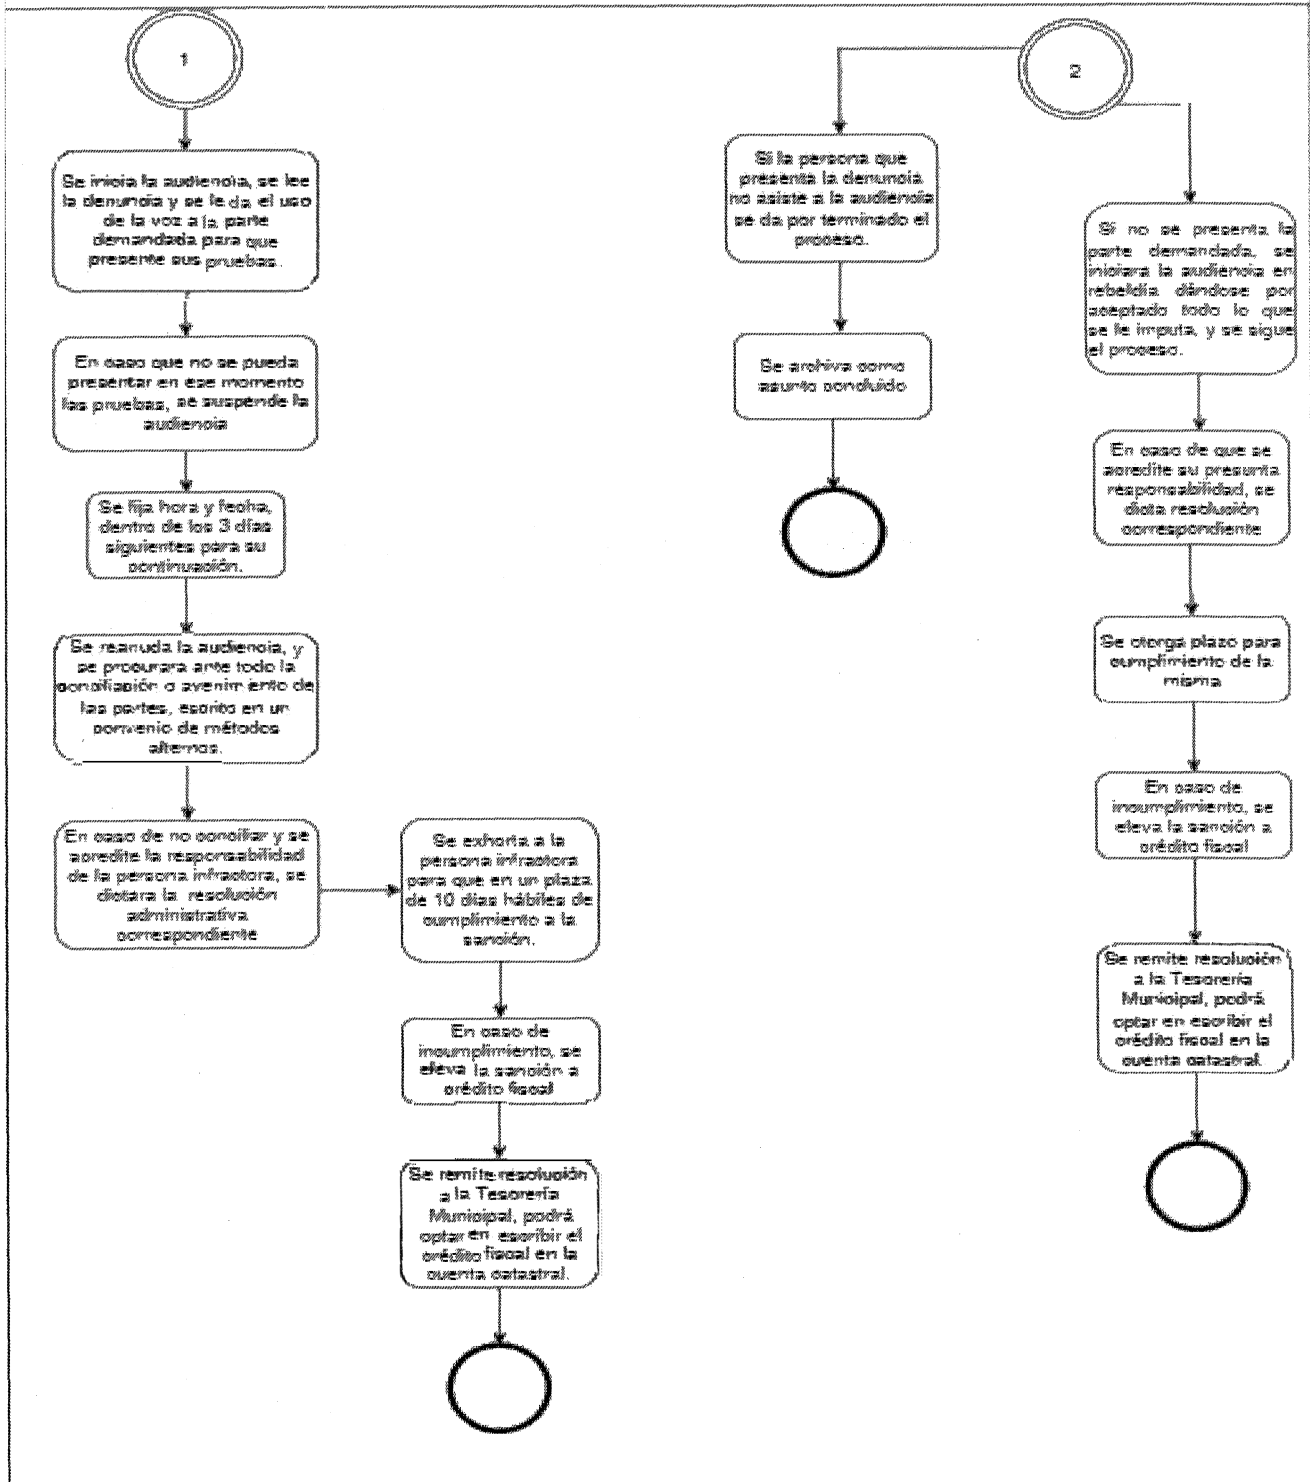 1
Se inicia la audiencia, se lee
la denuncia y se le da el uso
de la voz a la parte
demandada para que
presente sus pruebas.
En caso que no se pueda
presentar en ese momento
las pruebas, se suspende la
audiencia
Se fija hora y fecha,
dentro de los 3 días
siguientes para su
continuación.
Se reanuda la audiencia, y
se procurara ante todo la
conciliación o avenimiento de
las partes, escrito en un
convenio de métodos
alternos.
En caso de no conciliar y se
acredite la responsabilidad
de la persona infractora, se
dictara la resolución
administrativa
correspondiente
Se exhorta a la
persona infractora
para que en un plaza
de 10 días hábiles de
cumplimiento a la
sanción.
En caso de
incumplimiento, se
eleva la sanción a
crédito fiscal
Se remite resolución
a la Tesorería
Municipal, podrá
optar en escribir el
crédito fiscal en la
cuenta catastral.
2
Si la persona que
presenta la denuncia
no asiste a la audiencia
se da por terminado el
proceso.
Se archiva como
asunto concluido
Si no se presenta la
parte demandada, se
iniciara la audiencia en
rebeldía dándose por
aceptado todo lo que
se le imputa, y se sigue
el proceso.
En caso de que se
acredite su presunta
responsabilidad, se
dicta resolución
correspondiente
Se otorga plazo para
cumplimiento de la
misma
En caso de
incumplimiento, se
eleva la sanción a
crédito fiscal
Se remite resolución
a la Tesorería
Municipal, podrá
optar en escribir el
crédito fiscal en la
cuenta catastral.